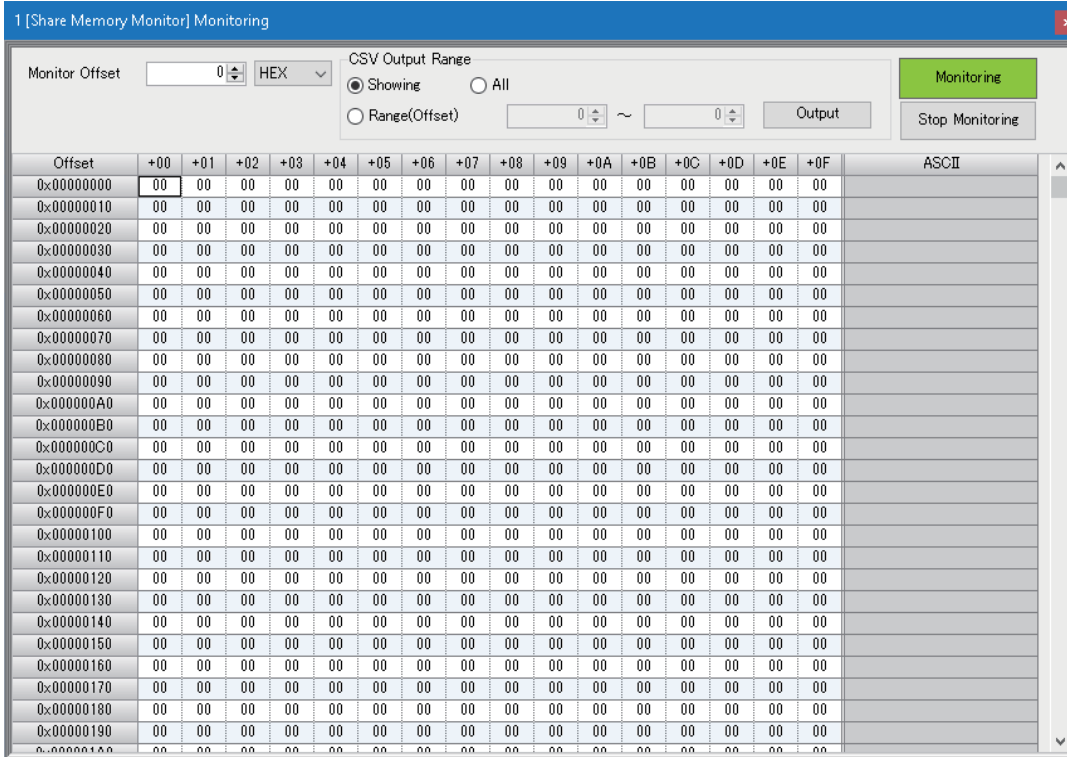 1 [Share Memory Monitor] Monitoring
Monitor Offset 0 HEX
CSV Output Range
Showing All
Range(Offset) 0 ~ 0 Output
Monitoring
Stop Monitoring
Offset +00 +01 +02 +03 +04 +05 +06 +07 +08 +09 +0A +0B +0C +0D +0E +0F ASCII
0x00000000 00 00 00 00 00 00 00 00 00 00 00 00 00 00 00 00
0x00000010 00 00 00 00 00 00 00 00 00 00 00 00 00 00 00 00
0x00000020 00 00 00 00 00 00 00 00 00 00 00 00 00 00 00 00
0x00000030 00 00 00 00 00 00 00 00 00 00 00 00 00 00 00 00
0x00000040 00 00 00 00 00 00 00 00 00 00 00 00 00 00 00 00
0x00000050 00 00 00 00 00 00 00 00 00 00 00 00 00 00 00 00
0x00000060 00 00 00 00 00 00 00 00 00 00 00 00 00 00 00 00
0x00000070 00 00 00 00 00 00 00 00 00 00 00 00 00 00 00 00
0x00000080 00 00 00 00 00 00 00 00 00 00 00 00 00 00 00 00
0x00000090 00 00 00 00 00 00 00 00 00 00 00 00 00 00 00 00
0x000000A0 00 00 00 00 00 00 00 00 00 00 00 00 00 00 00 00
0x000000B0 00 00 00 00 00 00 00 00 00 00 00 00 00 00 00 00
0x000000C0 00 00 00 00 00 00 00 00 00 00 00 00 00 00 00 00
0x000000D0 00 00 00 00 00 00 00 00 00 00 00 00 00 00 00 00
0x000000E0 00 00 00 00 00 00 00 00 00 00 00 00 00 00 00 00
0x000000F0 00 00 00 00 00 00 00 00 00 00 00 00 00 00 00 00
0x00000100 00 00 00 00 00 00 00 00 00 00 00 00 00 00 00 00
0x00000110 00 00 00 00 00 00 00 00 00 00 00 00 00 00 00 00
0x00000120 00 00 00 00 00 00 00 00 00 00 00 00 00 00 00 00
0x00000130 00 00 00 00 00 00 00 00 00 00 00 00 00 00 00 00
0x00000140 00 00 00 00 00 00 00 00 00 00 00 00 00 00 00 00
0x00000150 00 00 00 00 00 00 00 00 00 00 00 00 00 00 00 00
0x00000160 00 00 00 00 00 00 00 00 00 00 00 00 00 00 00 00
0x00000170 00 00 00 00 00 00 00 00 00 00 00 00 00 00 00 00
0x00000180 00 00 00 00 00 00 00 00 00 00 00 00 00 00 00 00
0x00000190 00 00 00 00 00 00 00 00 00 00 00 00 00 00 00 00